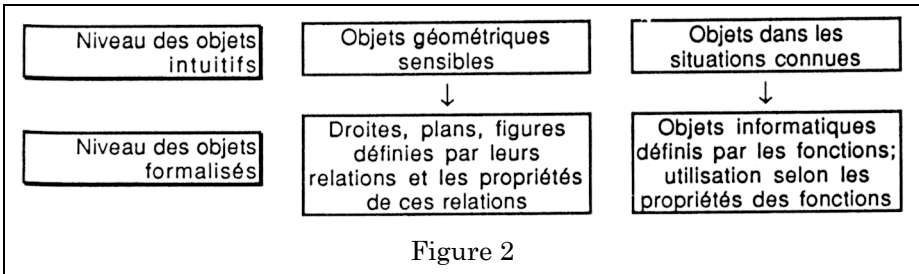 Niveau des objets
intuitifs
Objets géométriques
sensibles
Objets dans les
situations connues
↓
↓
Niveau des objets
formalisés
Droites, plans, figures
définies par leurs
relations et les propriétés
de ces relations
Objets informatiques
définis par les fonctions;
utilisation selon les
propriétés des fonctions
Figure 2